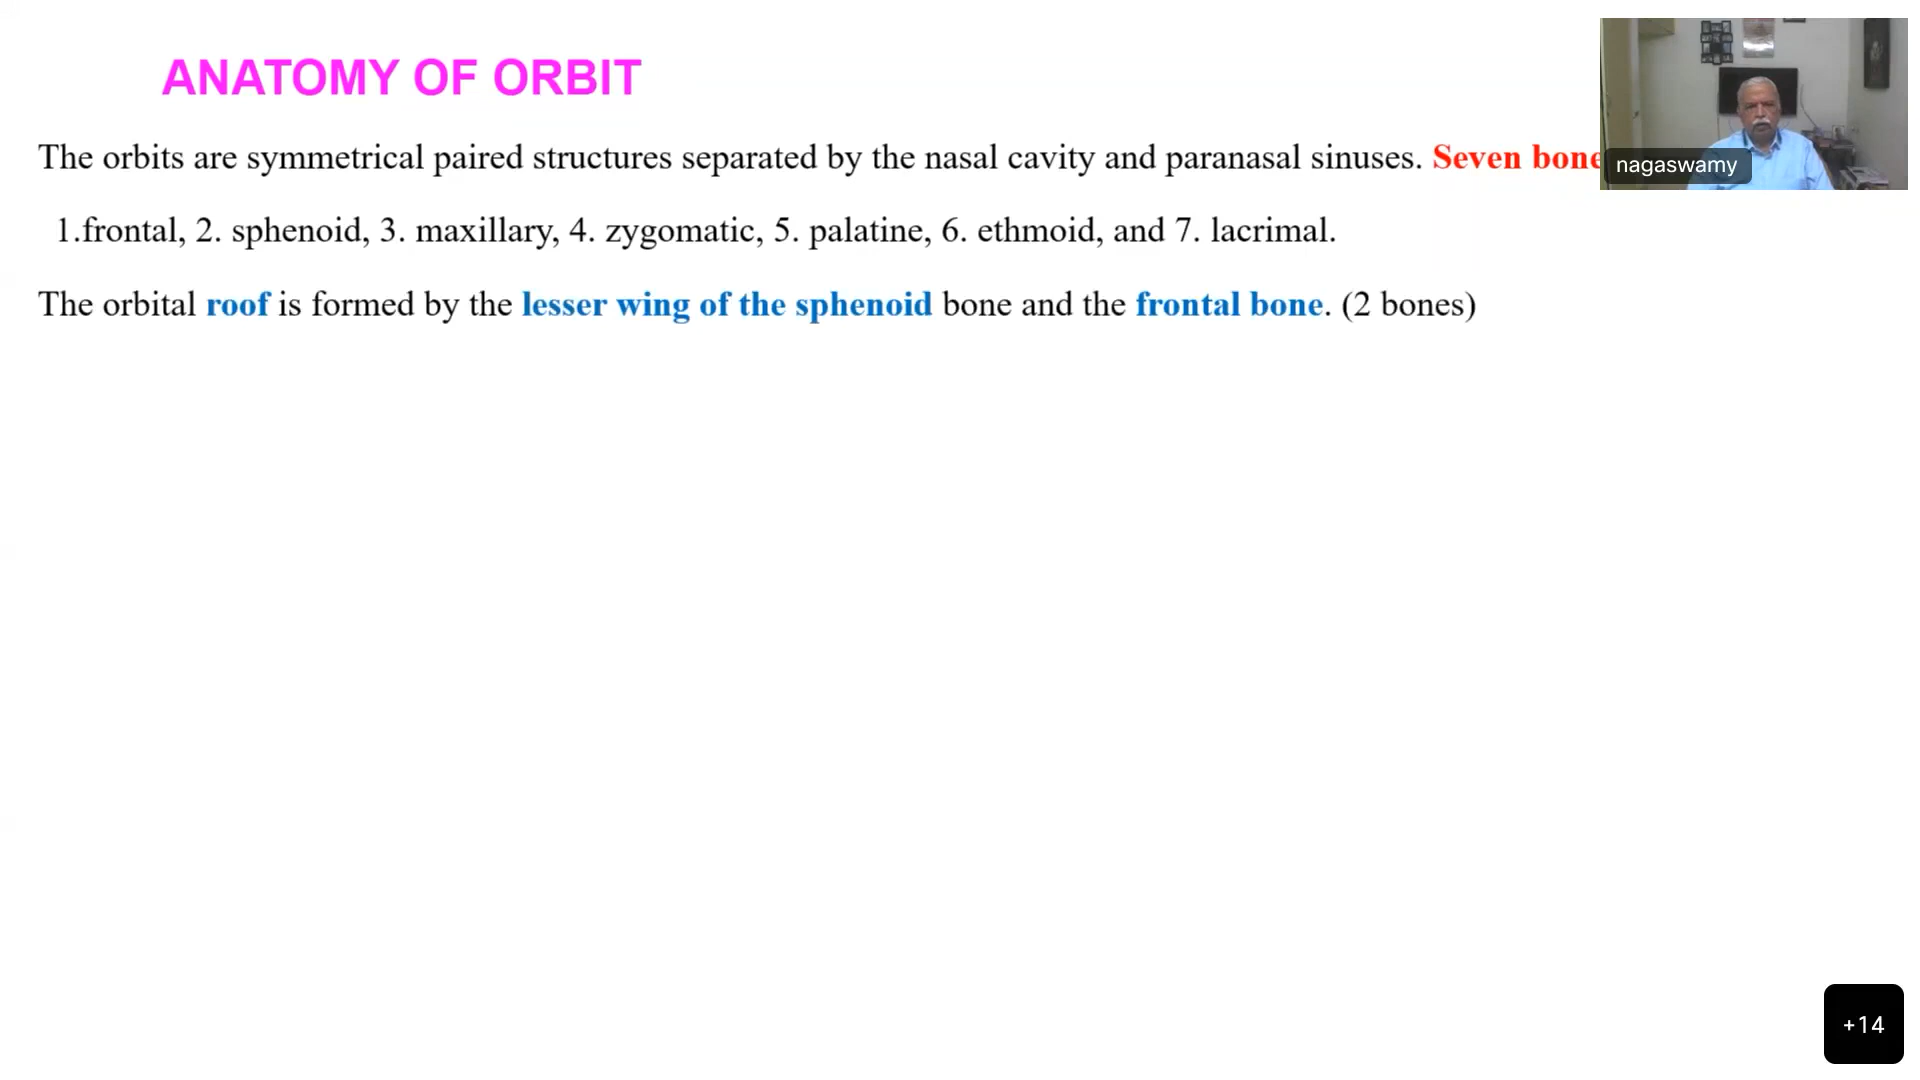 ANATOMY OF ORBIT
The orbits are symmetrical paired structures separated by the nasal cavity and paranasal sinuses. Seven bone
nagaswamy
1.frontal, 2. sphenoid, 3. maxillary, 4. zygomatic, 5. palatine, 6. ethmoid, and 7. lacrimal.
The orbital roof is formed by the lesser wing of the sphenoid bone and the frontal bone. (2 bones)
+14